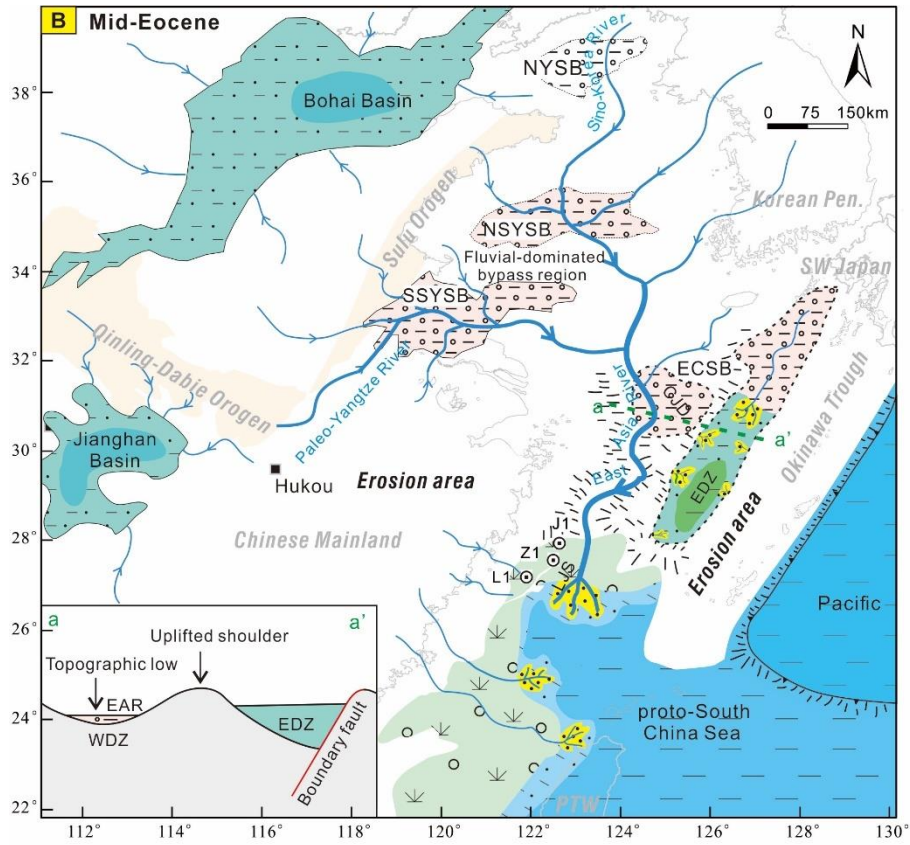 B Mid-Eocene
N
0 75 150km
NYSB
Sino-Korea River
Bohai Basin
38°
36°
34°
32°
30°
28°
26°
24°
22°
Sulu Orogen
Korean Pen.
NSYSB
Fluvial-dominated
bypass region
SW Japan
SSYSB
Qinling-Dabie Orogen
Paleo-Yangtze River
ECSB
a
GJD
a'
East Asia River
Okinawa Trough
Jianghan
Basin
Hukou
Erosion area
EDZ
Erosion area
Chinese Mainland
J1
Z1
L1
LJS
Pacific
a
a'
Uplifted shoulder
Topographic low
EAR
WDZ
EDZ
Boundary fault
proto-South
China Sea
PTW
112°
114°
116°
118°
120°
122°
124°
126°
128°
130°